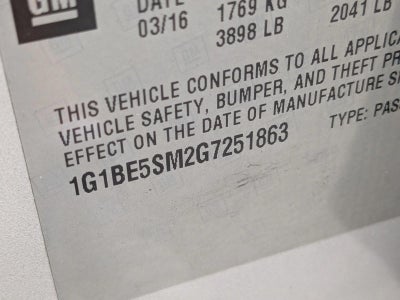 GM DATE 1769 KG 2041 LB
03/16 3898 LB
THIS VEHICLE CONFORMS TO ALL
VEHICLE SAFETY, BUMPER, AND THEFT
EFFECT ON THE DATE OF MANUFACTURE
1G1BE5SM2G7251863 TYPE: